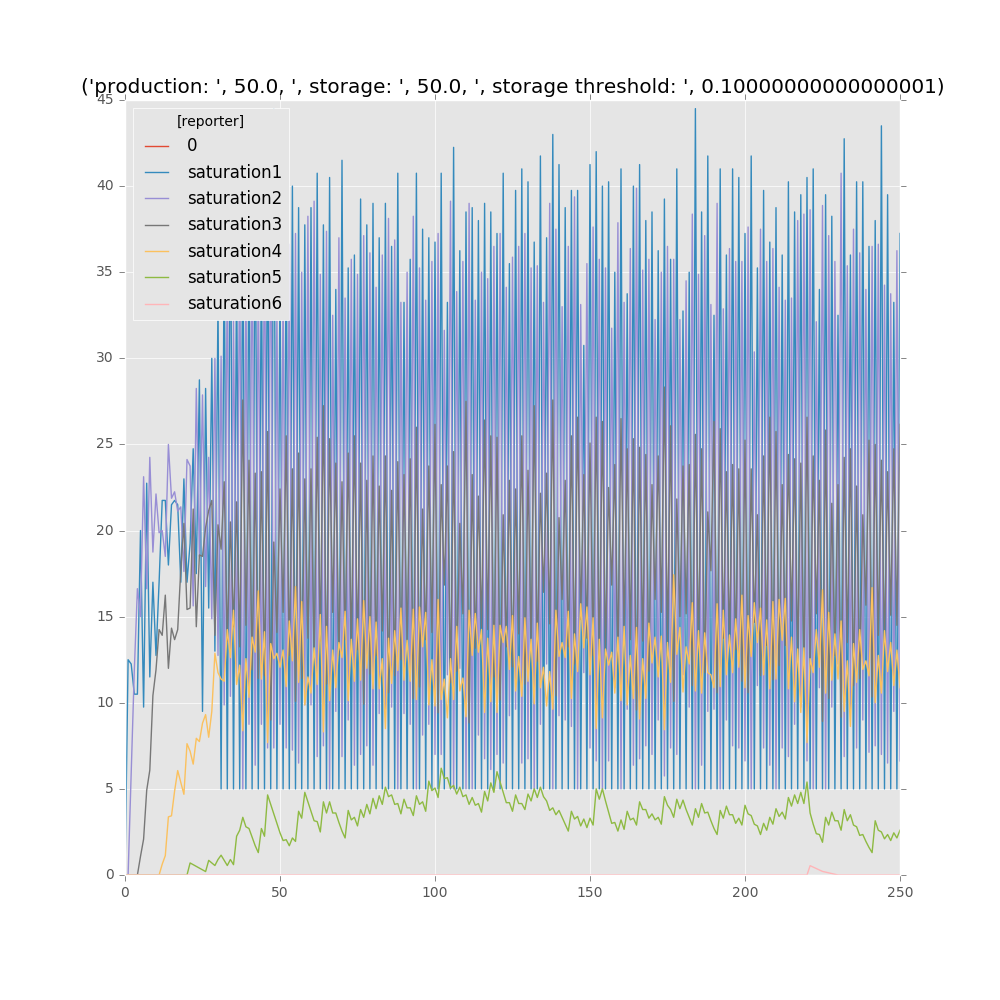 ('production: ', 50.0, ', storage: ', 50.0, ', storage threshold: ', 0.10000000000000001)
45
40
35
30
25
20
15
10
5
0
[reporter]
0
saturation1
saturation2
saturation3
saturation4
saturation5
saturation6
0 50 100 150 200 250